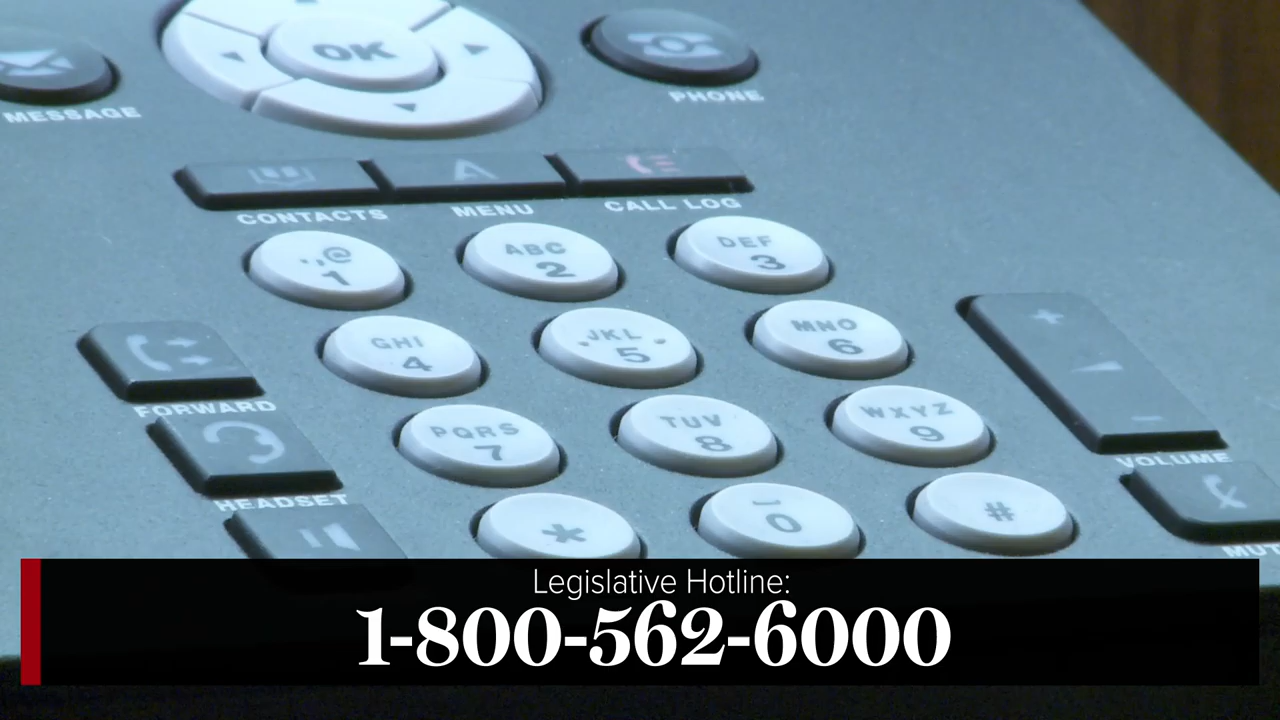 OK
MESSAGE
PHONE
CONTACTS MENU CALL LOG
.,@ ABC DEF
1 2 3
GHI JKL MNO
4 5 6
FORWARD
PQRS TUV WXYZ
7 8 9
VOLUME
HEADSET
* 0 #
MUT
Legislative Hotline:
1-800-562-6000